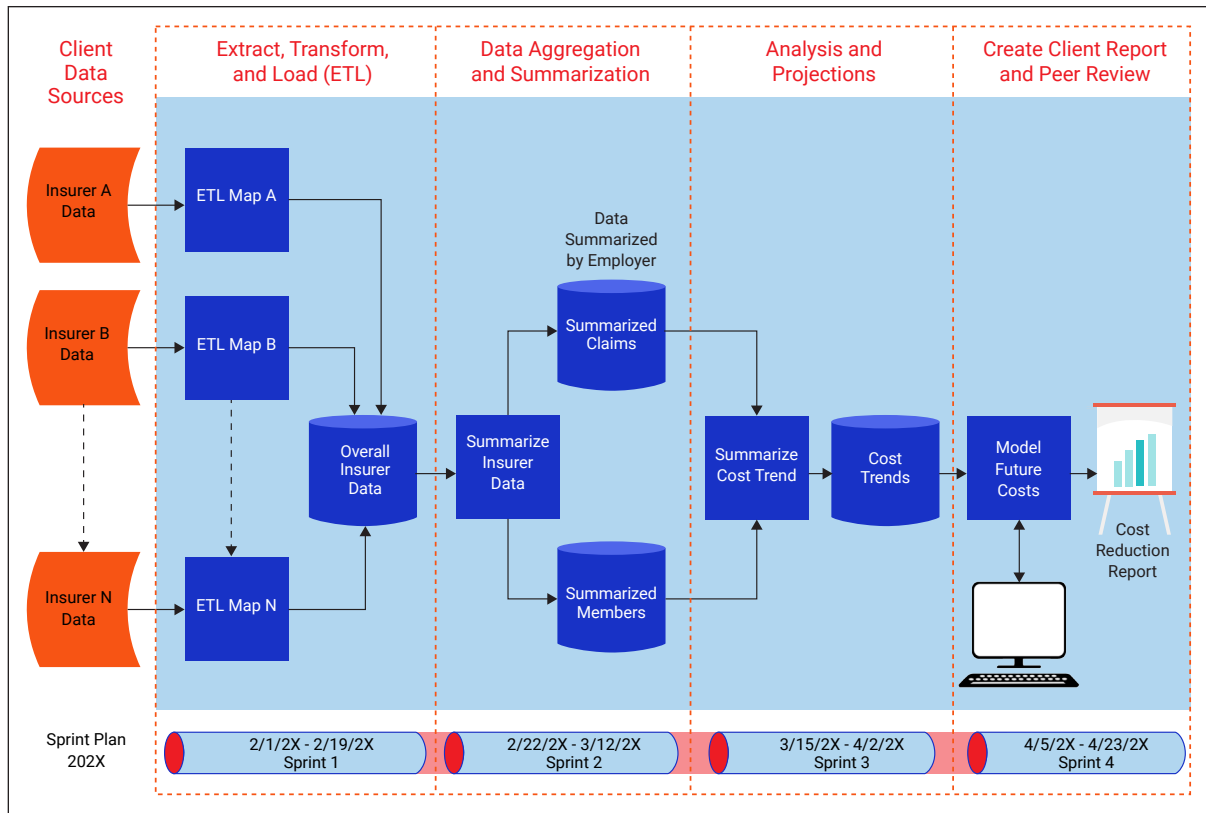 Client
Data
Sources
Extract, Transform,
and Load (ETL)
Data Aggregation
and Summarization
Analysis and
Projections
Create Client Report
and Peer Review
Insurer A
Data
ETL Map A
Data
Summarized
by Employer
Insurer B
Data
ETL Map B
Summarized
Claims
Overall
Insurer
Data
Summarize
Insurer
Data
Summarize
Cost Trend
Cost
Trends
Model
Future
Costs
Cost
Reduction
Report
Insurer N
Data
ETL Map N
Summarized
Members
Sprint Plan
202X
2/1/2X - 2/19/2X
Sprint 1
2/22/2X - 3/12/2X
Sprint 2
3/15/2X - 4/2/2X
Sprint 3
4/5/2X - 4/23/2X
Sprint 4